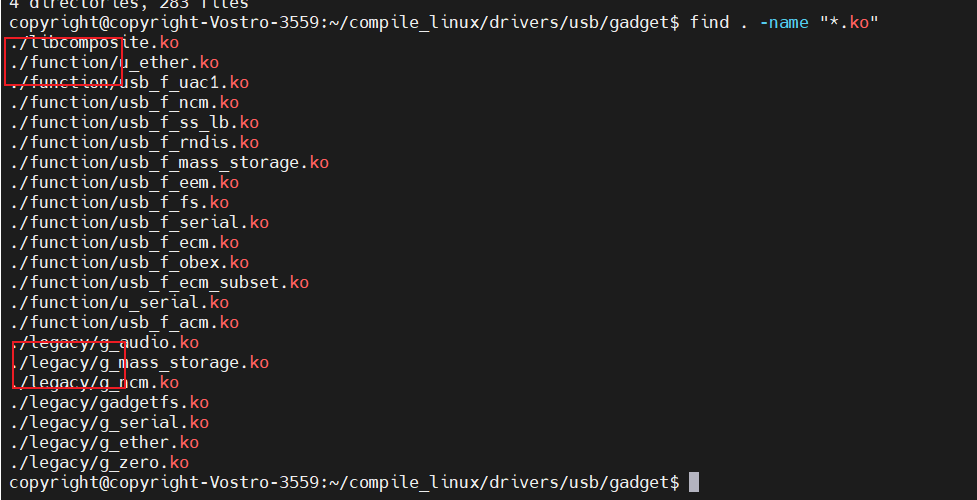 4 directories, 283 files
copyright@copyright-Vostro-3559:~/compile_linux/drivers/usb/gadget$ find . -name "*.ko"
./libcomposite.ko
./function/u_ether.ko
./function/usb_f_uac1.ko
./function/usb_f_ncm.ko
./function/usb_f_ss_lb.ko
./function/usb_f_rndis.ko
./function/usb_f_mass_storage.ko
./function/usb_f_eem.ko
./function/usb_f_fs.ko
./function/usb_f_serial.ko
./function/usb_f_ecm.ko
./function/usb_f_obex.ko
./function/usb_f_ecm_subset.ko
./function/u_serial.ko
./function/usb_f_acm.ko
./legacy/g_audio.ko
./legacy/g_mass_storage.ko
./legacy/g_ncm.ko
./legacy/gadgetfs.ko
./legacy/g_serial.ko
./legacy/g_ether.ko
./legacy/g_zero.ko
copyright@copyright-Vostro-3559:~/compile_linux/drivers/usb/gadget$